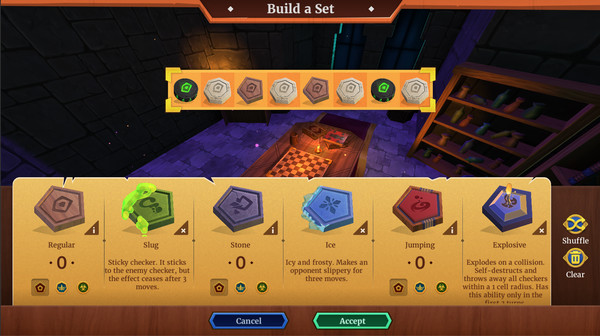 Build a Set
Regular
Slug
Stone
Ice
Jumping
Explosive
i
x
i
x
i
x
• 0 •
Sticky checker. It sticks
to the enemy checker, but
the effect ceases after 3
moves.
• 0 •
Icy and frosty. Makes an
opponent slippery for
three moves.
• 0 •
Explodes on a collision.
Self-destructs and
throws away all checkers
within a 1 cell radius. Has
this ability only in the
first 3 turns.
Shuffle
Clear
Cancel
Accept